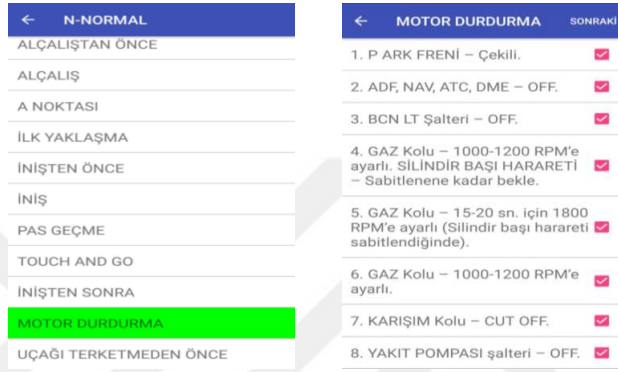 N-NORMAL
ALÇALIŞTAN ÖNCE
ALÇALIŞ
A NOKTASI
İLK YAKLAŞMA
İNİŞTEN ÖNCE
İNİŞ
PAS GEÇME
TOUCH AND GO
İNİŞTEN SONRA
MOTOR DURDURMA
UÇAĞI TERKETMEDEN ÖNCE
MOTOR DURDURMA SONRAKİ
1. P ARK FRENİ – Çekili.
2. ADF, NAV, ATC, DME – OFF.
3. BCN LT Şalteri – OFF.
4. GAZ Kolu – 1000-1200 RPM'e
ayarlı. SİLİNDİR BAŞI HARARETİ
– Sabitlenene kadar bekle.
5. GAZ Kolu – 15-20 sn. için 1800
RPM'e ayarlı (Silindir başı harareti
sabitlendiğinde).
6. GAZ Kolu – 1000-1200 RPM'e
ayarlı.
7. KARIŞIM Kolu – CUT OFF.
8. YAKIT POMPASI şalteri – OFF.